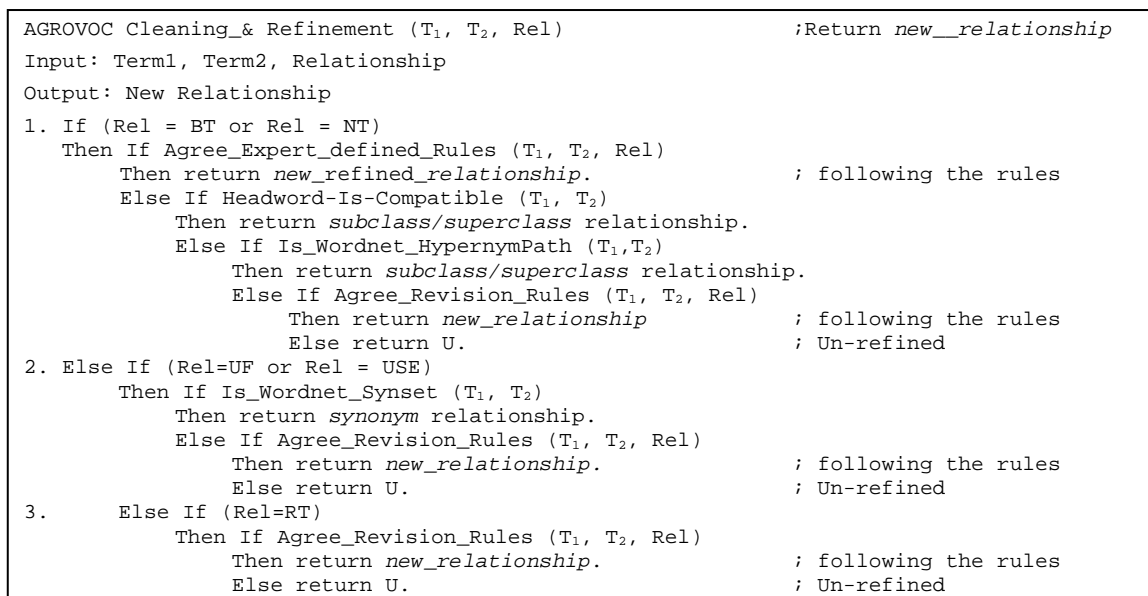 AGROVOC Cleaning_& Refinement (T₁, T₂, Rel) ;Return new__relationship
Input: Term1, Term2, Relationship
Output: New Relationship
1. If (Rel = BT or Rel = NT)
Then If Agree_Expert_defined_Rules (T₁, T₂, Rel)
Then return new_refined_relationship. ; following the rules
Else If Headword-Is-Compatible (T₁, T₂)
Then return subclass/superclass relationship.
Else If Is_Wordnet_HypernymPath (T₁,T₂)
Then return subclass/superclass relationship.
Else If Agree_Revision_Rules (T₁, T₂, Rel)
Then return new_relationship ; following the rules
Else return U. ; Un-refined
2. Else If (Rel=UF or Rel = USE)
Then If Is_Wordnet_Synset (T₁, T₂)
Then return synonym relationship.
Else If Agree_Revision_Rules (T₁, T₂, Rel)
Then return new_relationship. ; following the rules
Else return U. ; Un-refined
3. Else If (Rel=RT)
Then If Agree_Revision_Rules (T₁, T₂, Rel)
Then return new_relationship. ; following the rules
Else return U. ; Un-refined